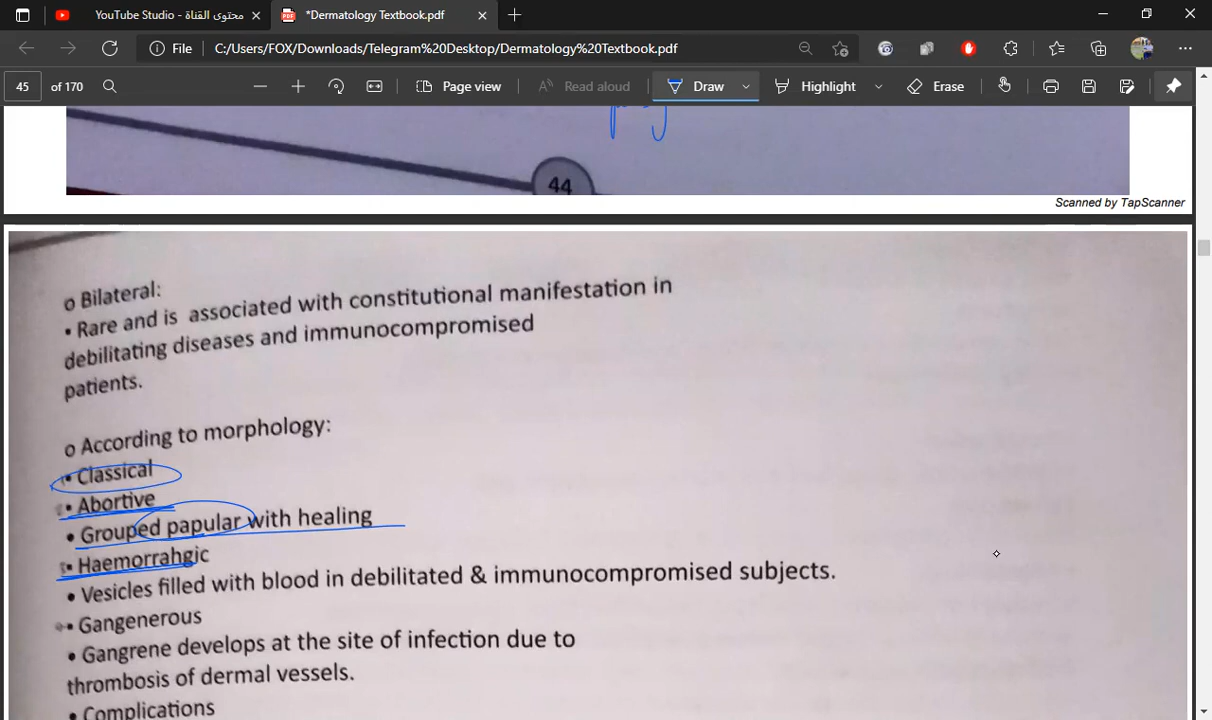 YouTube Studio - محتوى القناة
*Dermatology Textbook.pdf
File
C:/Users/FOX/Downloads/Telegram%20Desktop/Dermatology%20Textbook.pdf
45 of 170
Page view
Read aloud
Draw
Highlight
Erase
44
Scanned by TapScanner
o Bilateral:
• Rare and is associated with constitutional manifestation in
debilitating diseases and immunocompromised
patients.
o According to morphology:
• Classical
• Abortive
• Grouped papular with healing
• Haemorrahgic
• Vesicles filled with blood in debilitated & immunocompromised subjects.
• Gangenerous
• Gangrene develops at the site of infection due to
thrombosis of dermal vessels.
• Complications